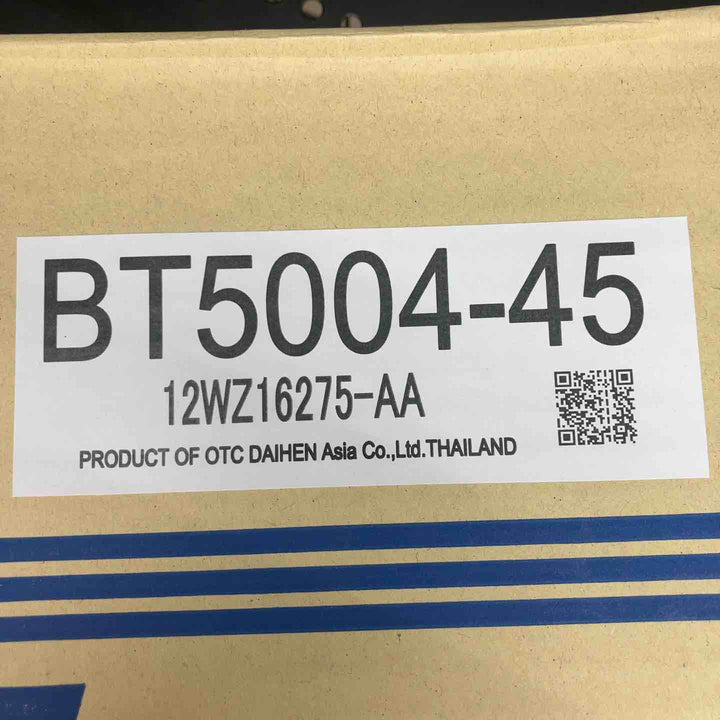 BT5004-45
12WZ16275-AA
PRODUCT OF OTC DAIHEN Asia Co.,Ltd.THAILAND